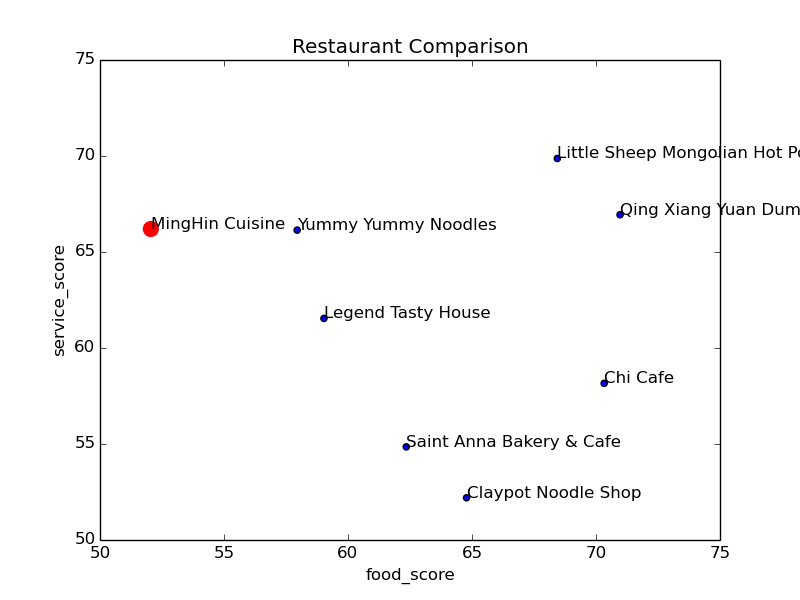 Restaurant Comparison
75
70
65
60
55
50
service_score
Little Sheep Mongolian Hot Po
Qing Xiang Yuan Dum
MingHin Cuisine
Yummy Yummy Noodles
Legend Tasty House
Chi Cafe
Saint Anna Bakery & Cafe
Claypot Noodle Shop
50
55
60
65
70
75
food_score